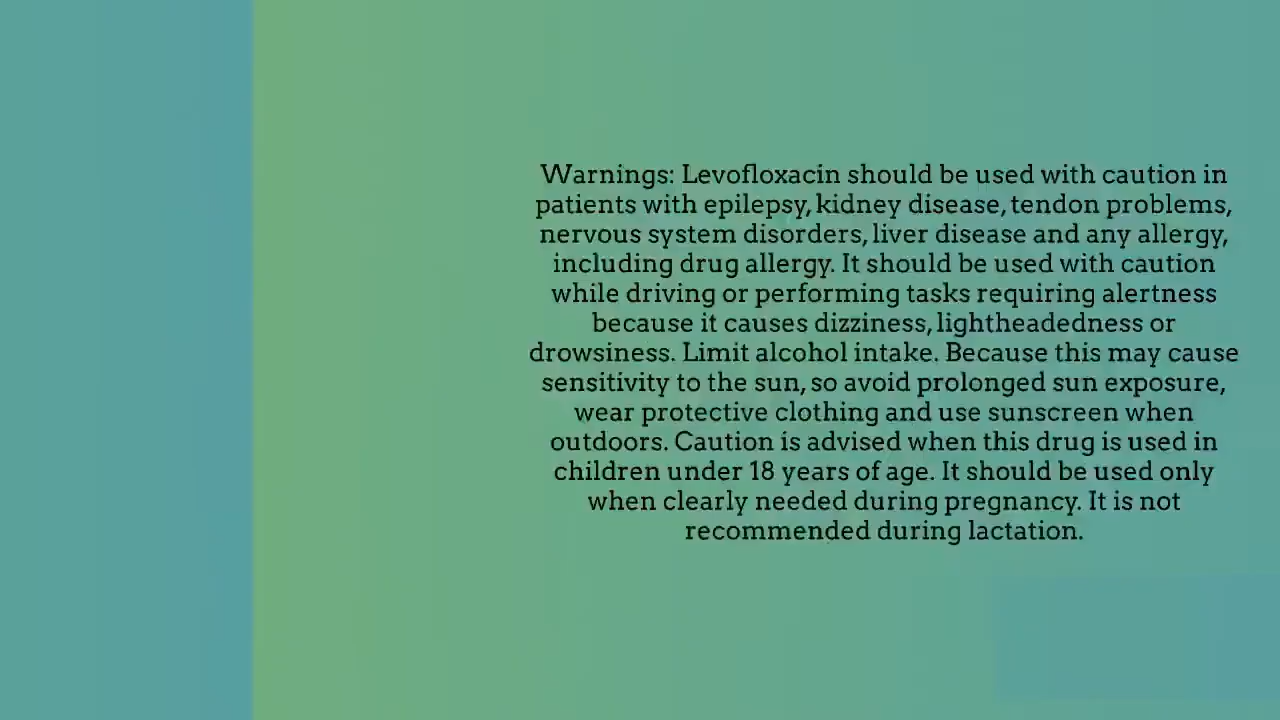 Warnings: Levofloxacin should be used with caution in
patients with epilepsy, kidney disease, tendon problems,
nervous system disorders, liver disease and any allergy,
including drug allergy. It should be used with caution
while driving or performing tasks requiring alertness
because it causes dizziness, lightheadedness or
drowsiness. Limit alcohol intake. Because this may cause
sensitivity to the sun, so avoid prolonged sun exposure,
wear protective clothing and use sunscreen when
outdoors. Caution is advised when this drug is used in
children under 18 years of age. It should be used only
when clearly needed during pregnancy. It is not
recommended during lactation.